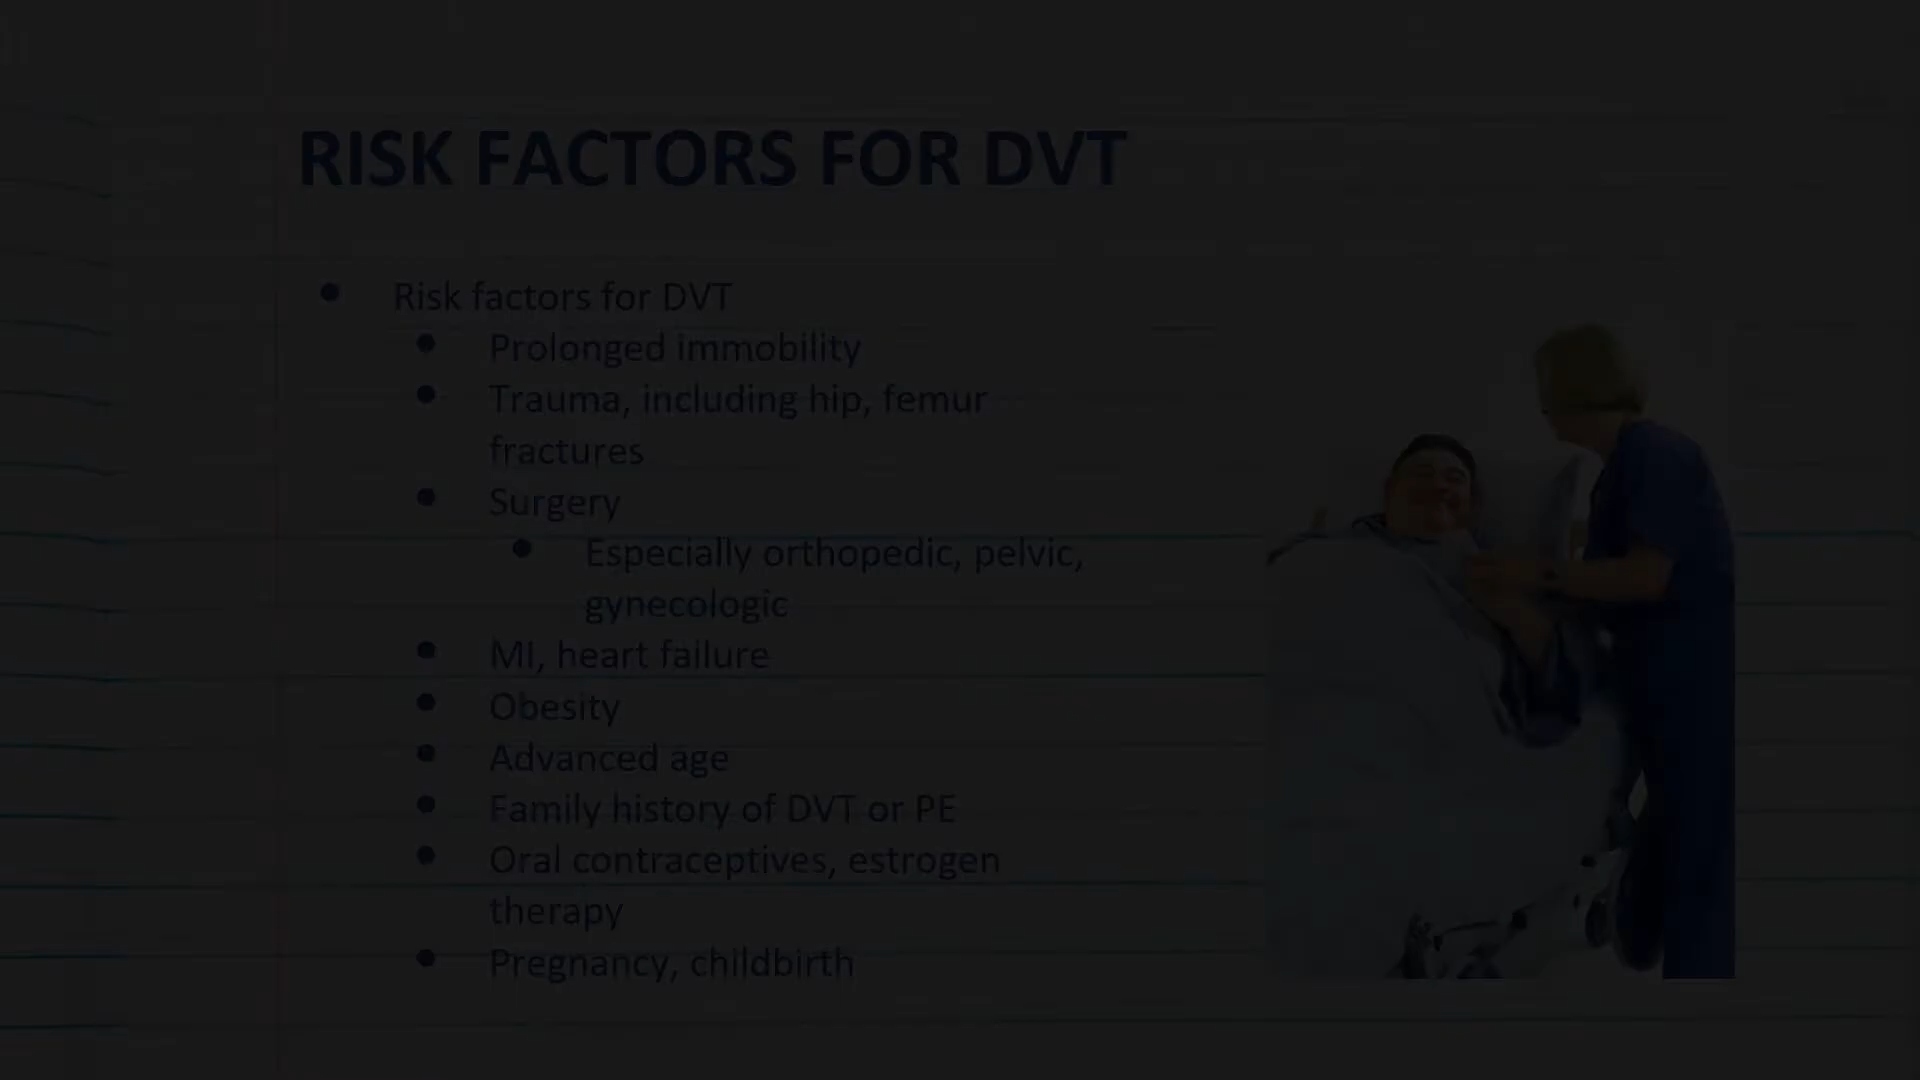 RISK FACTORS FOR DVT
Risk factors for DVT
Prolonged immobility
Trauma, including hip, femur
fractures
Surgery
Especially orthopedic, pelvic,
gynecologic
MI, heart failure
Obesity
Advanced age
Family history of DVT or PE
Oral contraceptives, estrogen
therapy
Pregnancy, childbirth